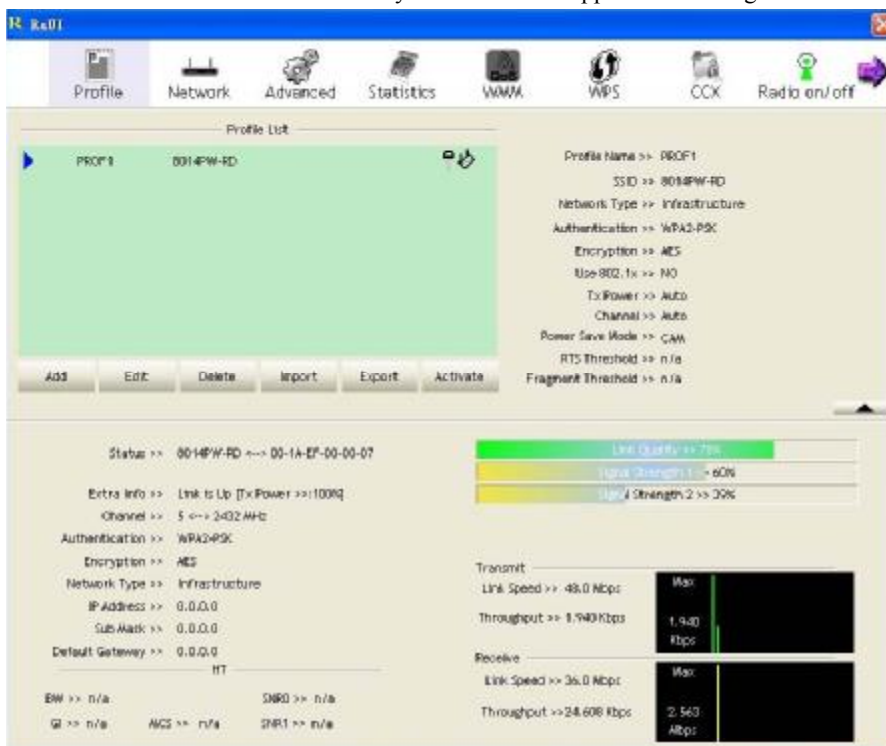 R RaUI
Profile Network Advanced Statistics WMM WPS CCX Radio on/off
Profile List
PROF1 8014PW-RD
Add Edit Delete Import Export Activate
Profile Name >> PROF1
SSID >> 8014PW-RD
Network Type >> Infrastructure
Authentication >> WPA2-PSK
Encryption >> AES
Use 802.1x >> NO
Tx Power >> Auto
Channel >> Auto
Power Save Mode >> CAM
RTS Threshold >> n/a
Fragment Threshold >> n/a
Status >> 8014PW-RD <--> 00-1A-EF-00-00-07
Extra Info >> Link is Up [TxPower >>:100%]
Channel >> 5 <--> 2432 MHz
Authentication >> WPA2-PSK
Encryption >> AES
Network Type >> Infrastructure
IP Address >> 0.0.0.0
Sub Mask >> 0.0.0.0
Default Gateway >> 0.0.0.0
HT
BW >> n/a SNR0 >> n/a
GI >> n/a MCS >> n/a SNR1 >> n/a
Link Quality >> 78%
Signal Strength 1 >> 60%
Signal Strength 2 >> 39%
Transmit
Link Speed >> 48.0 Mbps
Throughput >> 1.940 Kbps
Max
1.940
Kbps
Receive
Link Speed >> 36.0 Mbps
Throughput >> 24.608 Kbps
Max
2.563
Mbps